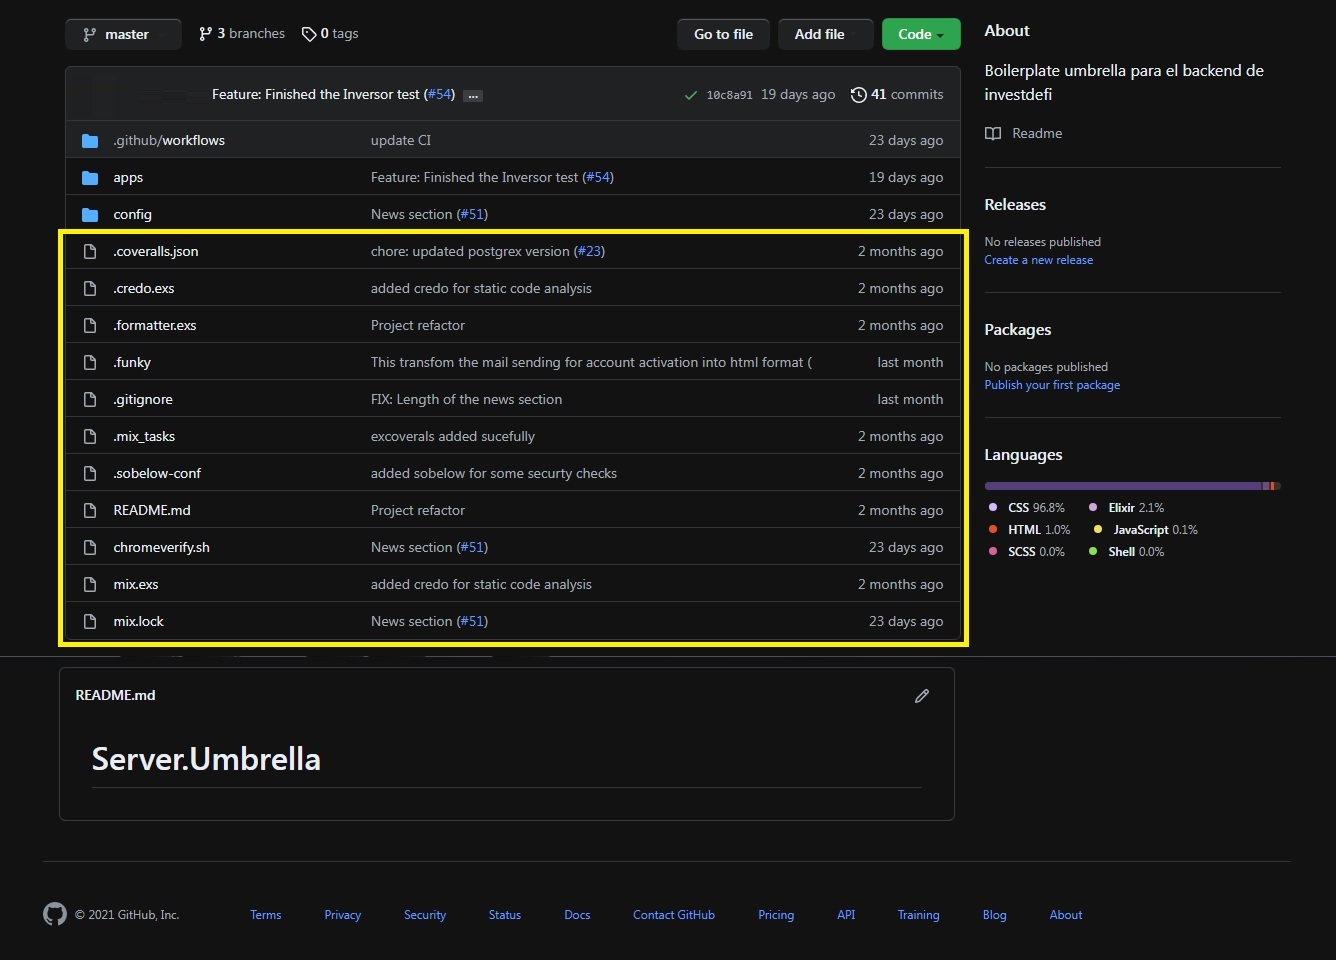 master 3 branches 0 tags Go to file Add file Code
Feature: Finished the Inversor test (#54) ... 10c8a91 19 days ago 41 commits
.github/workflows update CI 23 days ago
apps Feature: Finished the Inversor test (#54) 19 days ago
config News section (#51) 23 days ago
.coveralls.json chore: updated postgrex version (#23) 2 months ago
.credo.exs added credo for static code analysis 2 months ago
.formatter.exs Project refactor 2 months ago
.funky This transfom the mail sending for account activation into html format ( last month
.gitignore FIX: Length of the news section last month
.mix_tasks excoverals added sucefully 2 months ago
.sobelow-conf added sobelow for some securty checks 2 months ago
README.md Project refactor 2 months ago
chromeverify.sh News section (#51) 23 days ago
mix.exs added credo for static code analysis 2 months ago
mix.lock News section (#51) 23 days ago
About
Boilerplate umbrella para el backend de
investdefi
Readme
Releases
No releases published
Create a new release
Packages
No packages published
Publish your first package
Languages
CSS 96.8% Elixir 2.1%
HTML 1.0% JavaScript 0.1%
SCSS 0.0% Shell 0.0%
README.md
Server.Umbrella
© 2021 GitHub, Inc. Terms Privacy Security Status Docs Contact GitHub Pricing API Training Blog About